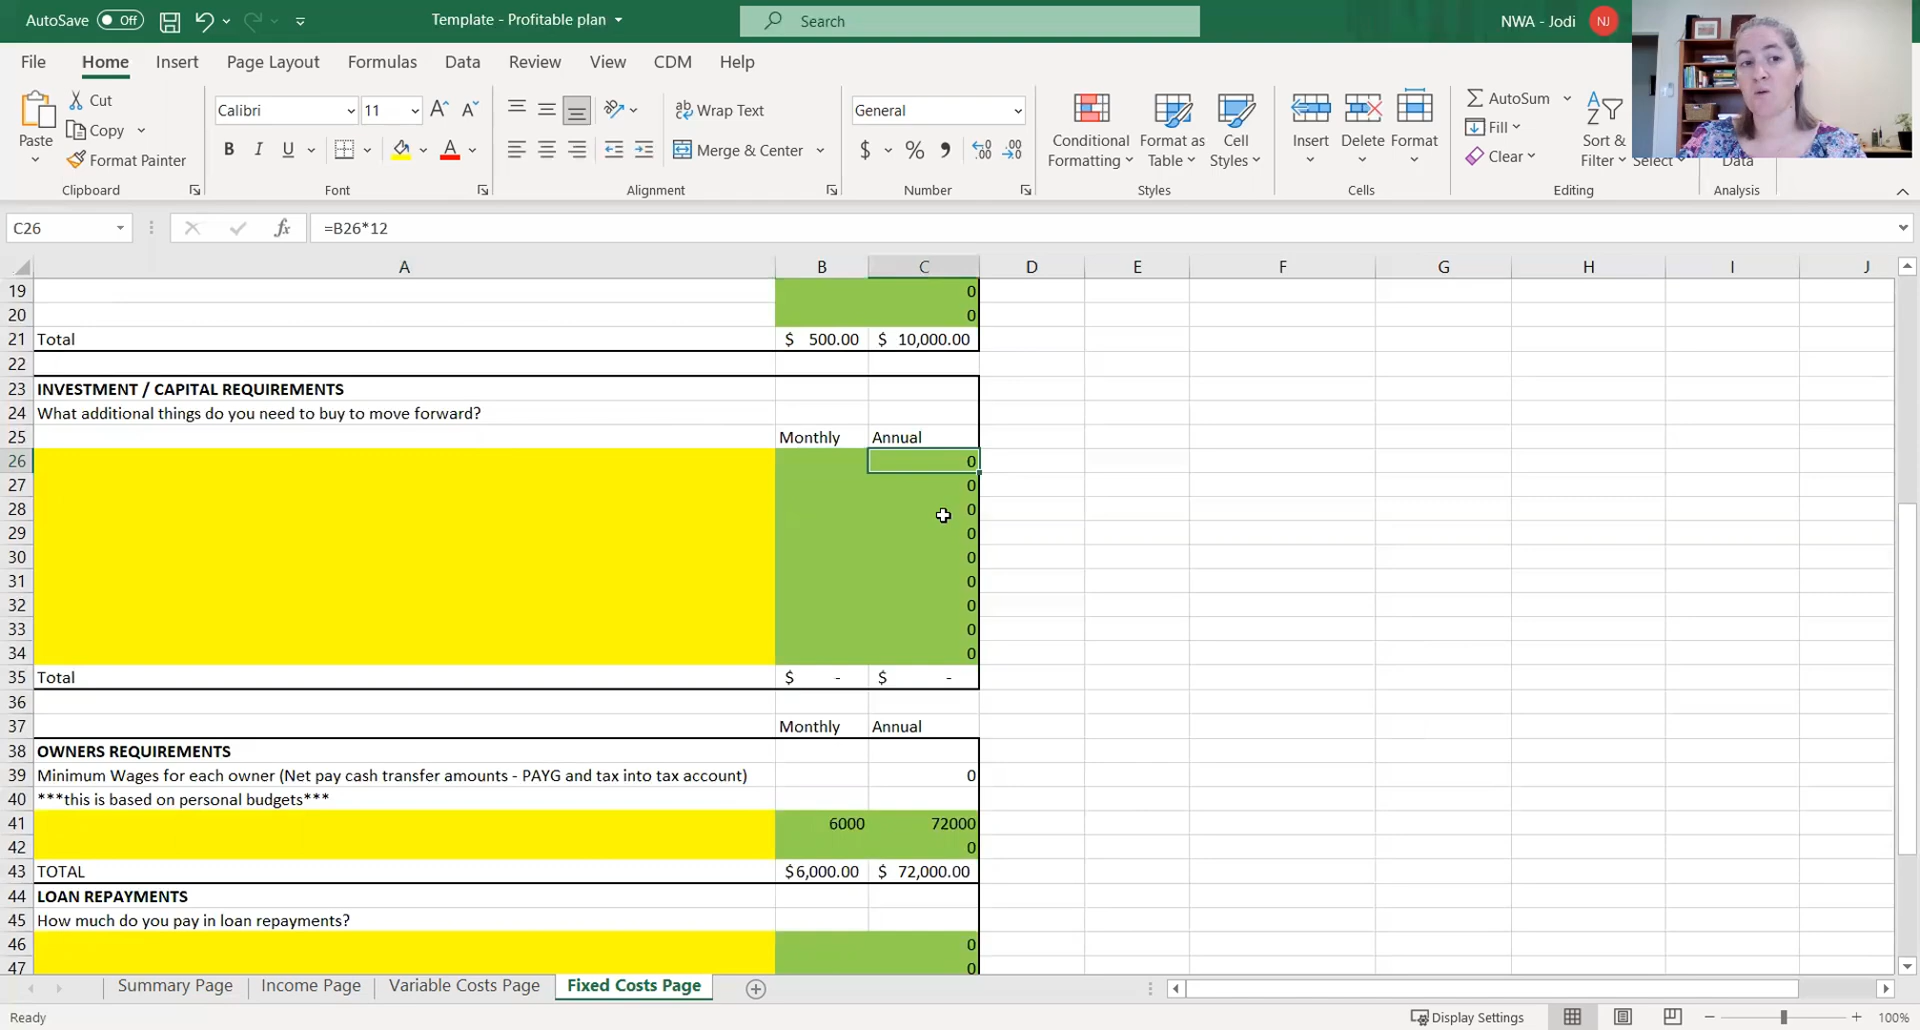 AutoSave Off Template - Profitable plan Search NWA - Jodi NJ
File Home Insert Page Layout Formulas Data Review View CDM Help
Paste Cut Copy Format Painter
Clipboard
Calibri 11
B I U A
Font
Wrap Text
Merge & Center
Alignment
General
$ % 9
Number
Conditional Formatting
Format as Table
Cell Styles
Styles
Insert Delete Format
Cells
AutoSum
Fill
Clear
Sort & Filter
Select
Editing
Data
Analysis
C26 fx =B26*12
A B C D E F G H I J
19 0
20 0
21 Total $ 500.00 $ 10,000.00
22
23 INVESTMENT / CAPITAL REQUIREMENTS
24 What additional things do you need to buy to move forward?
25 Monthly Annual
26 0
27 0
28 0
29 0
30 0
31 0
32 0
33 0
34 0
35 Total $ - $ -
36
37 Monthly Annual
38 OWNERS REQUIREMENTS
39 Minimum Wages for each owner (Net pay cash transfer amounts - PAYG and tax into tax account) 0
40 ***this is based on personal budgets***
41 6000 72000
42 0
43 TOTAL $6,000.00 $ 72,000.00
44 LOAN REPAYMENTS
45 How much do you pay in loan repayments?
46 0
47 0
Summary Page Income Page Variable Costs Page Fixed Costs Page
Ready Display Settings 100%